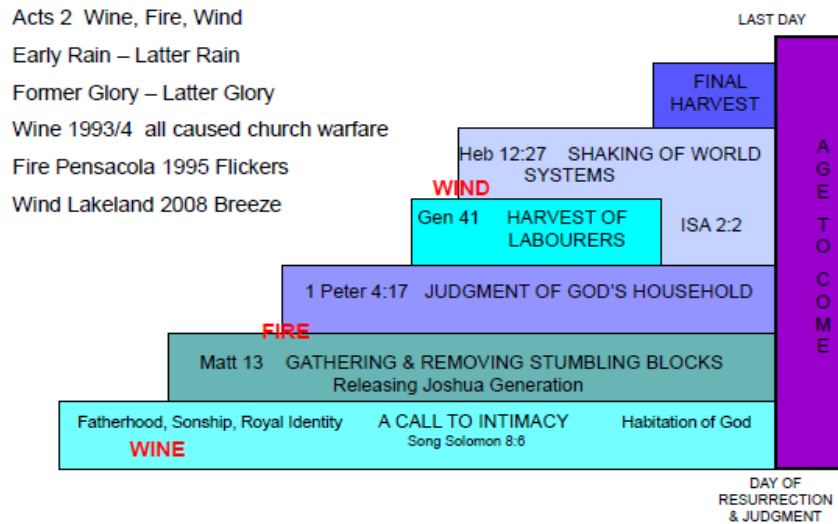 Acts 2  Wine, Fire, Wind
Early Rain – Latter Rain
Former Glory – Latter Glory
Wine 1993/4  all caused church warfare
Fire Pensacola 1995 Flickers
Wind Lakeland 2008 Breeze
LAST DAY
FINAL
HARVEST
Heb 12:27 SHAKING OF WORLD
SYSTEMS
WIND
Gen 41 HARVEST OF
LABOURERS
ISA 2:2
1 Peter 4:17 JUDGMENT OF GOD'S HOUSEHOLD
FIRE
Matt 13 GATHERING & REMOVING STUMBLING BLOCKS
Releasing Joshua Generation
Fatherhood, Sonship, Royal Identity A CALL TO INTIMACY Habitation of God
Song Solomon 8:6
WINE
AGE TO COME
DAY OF
RESURRECTION
& JUDGMENT